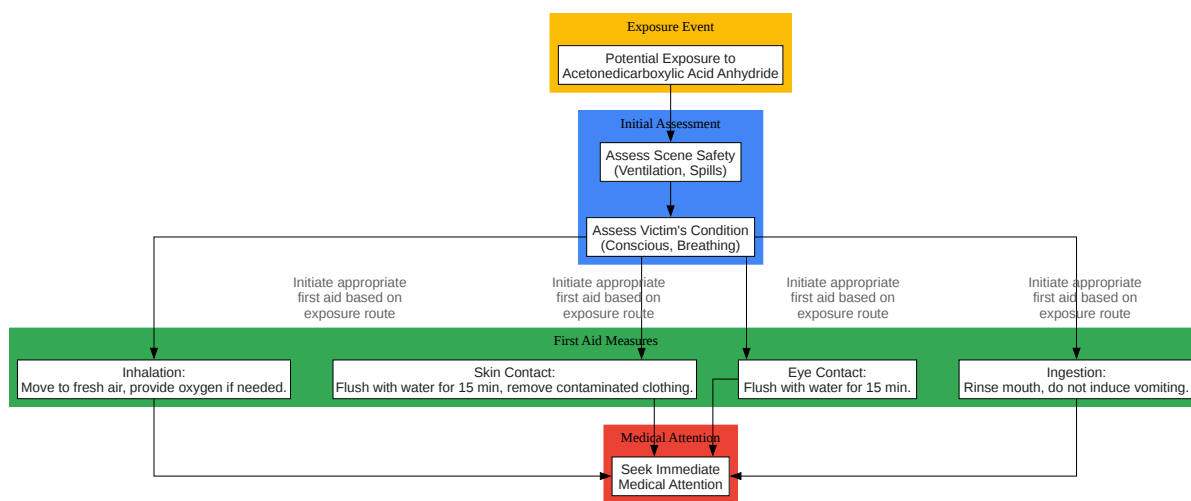 Exposure Event
Potential Exposure to
Acetonedicarboxylic Acid Anhydride
Initial Assessment
Assess Scene Safety
(Ventilation, Spills)
Assess Victim's Condition
(Conscious, Breathing)
Initiate appropriate
first aid based on
exposure route
Initiate appropriate
first aid based on
exposure route
Initiate appropriate
first aid based on
exposure route
Initiate appropriate
first aid based on
exposure route
First Aid Measures
Inhalation:
Move to fresh air, provide oxygen if needed.
Skin Contact:
Flush with water for 15 min, remove contaminated clothing.
Eye Contact:
Flush with water for 15 min.
Ingestion:
Rinse mouth, do not induce vomiting.
Medical Attention
Seek Immediate
Medical Attention